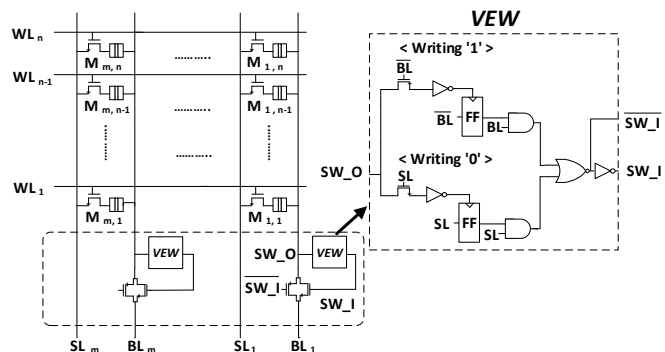 VEW
WL n
< Writing '1' >
M m, n
M 1, n
BL
WL n-1
M m, n-1
M 1, n-1
BL
FF
BL
SW_I
SW_O
SW_I
< Writing '0' >
SL
WL 1
M m, 1
M 1, 1
SL
FF
SL
VEW
SW_O
VEW
SW_I
SW_I
SL m
BL m
SL 1
BL 1